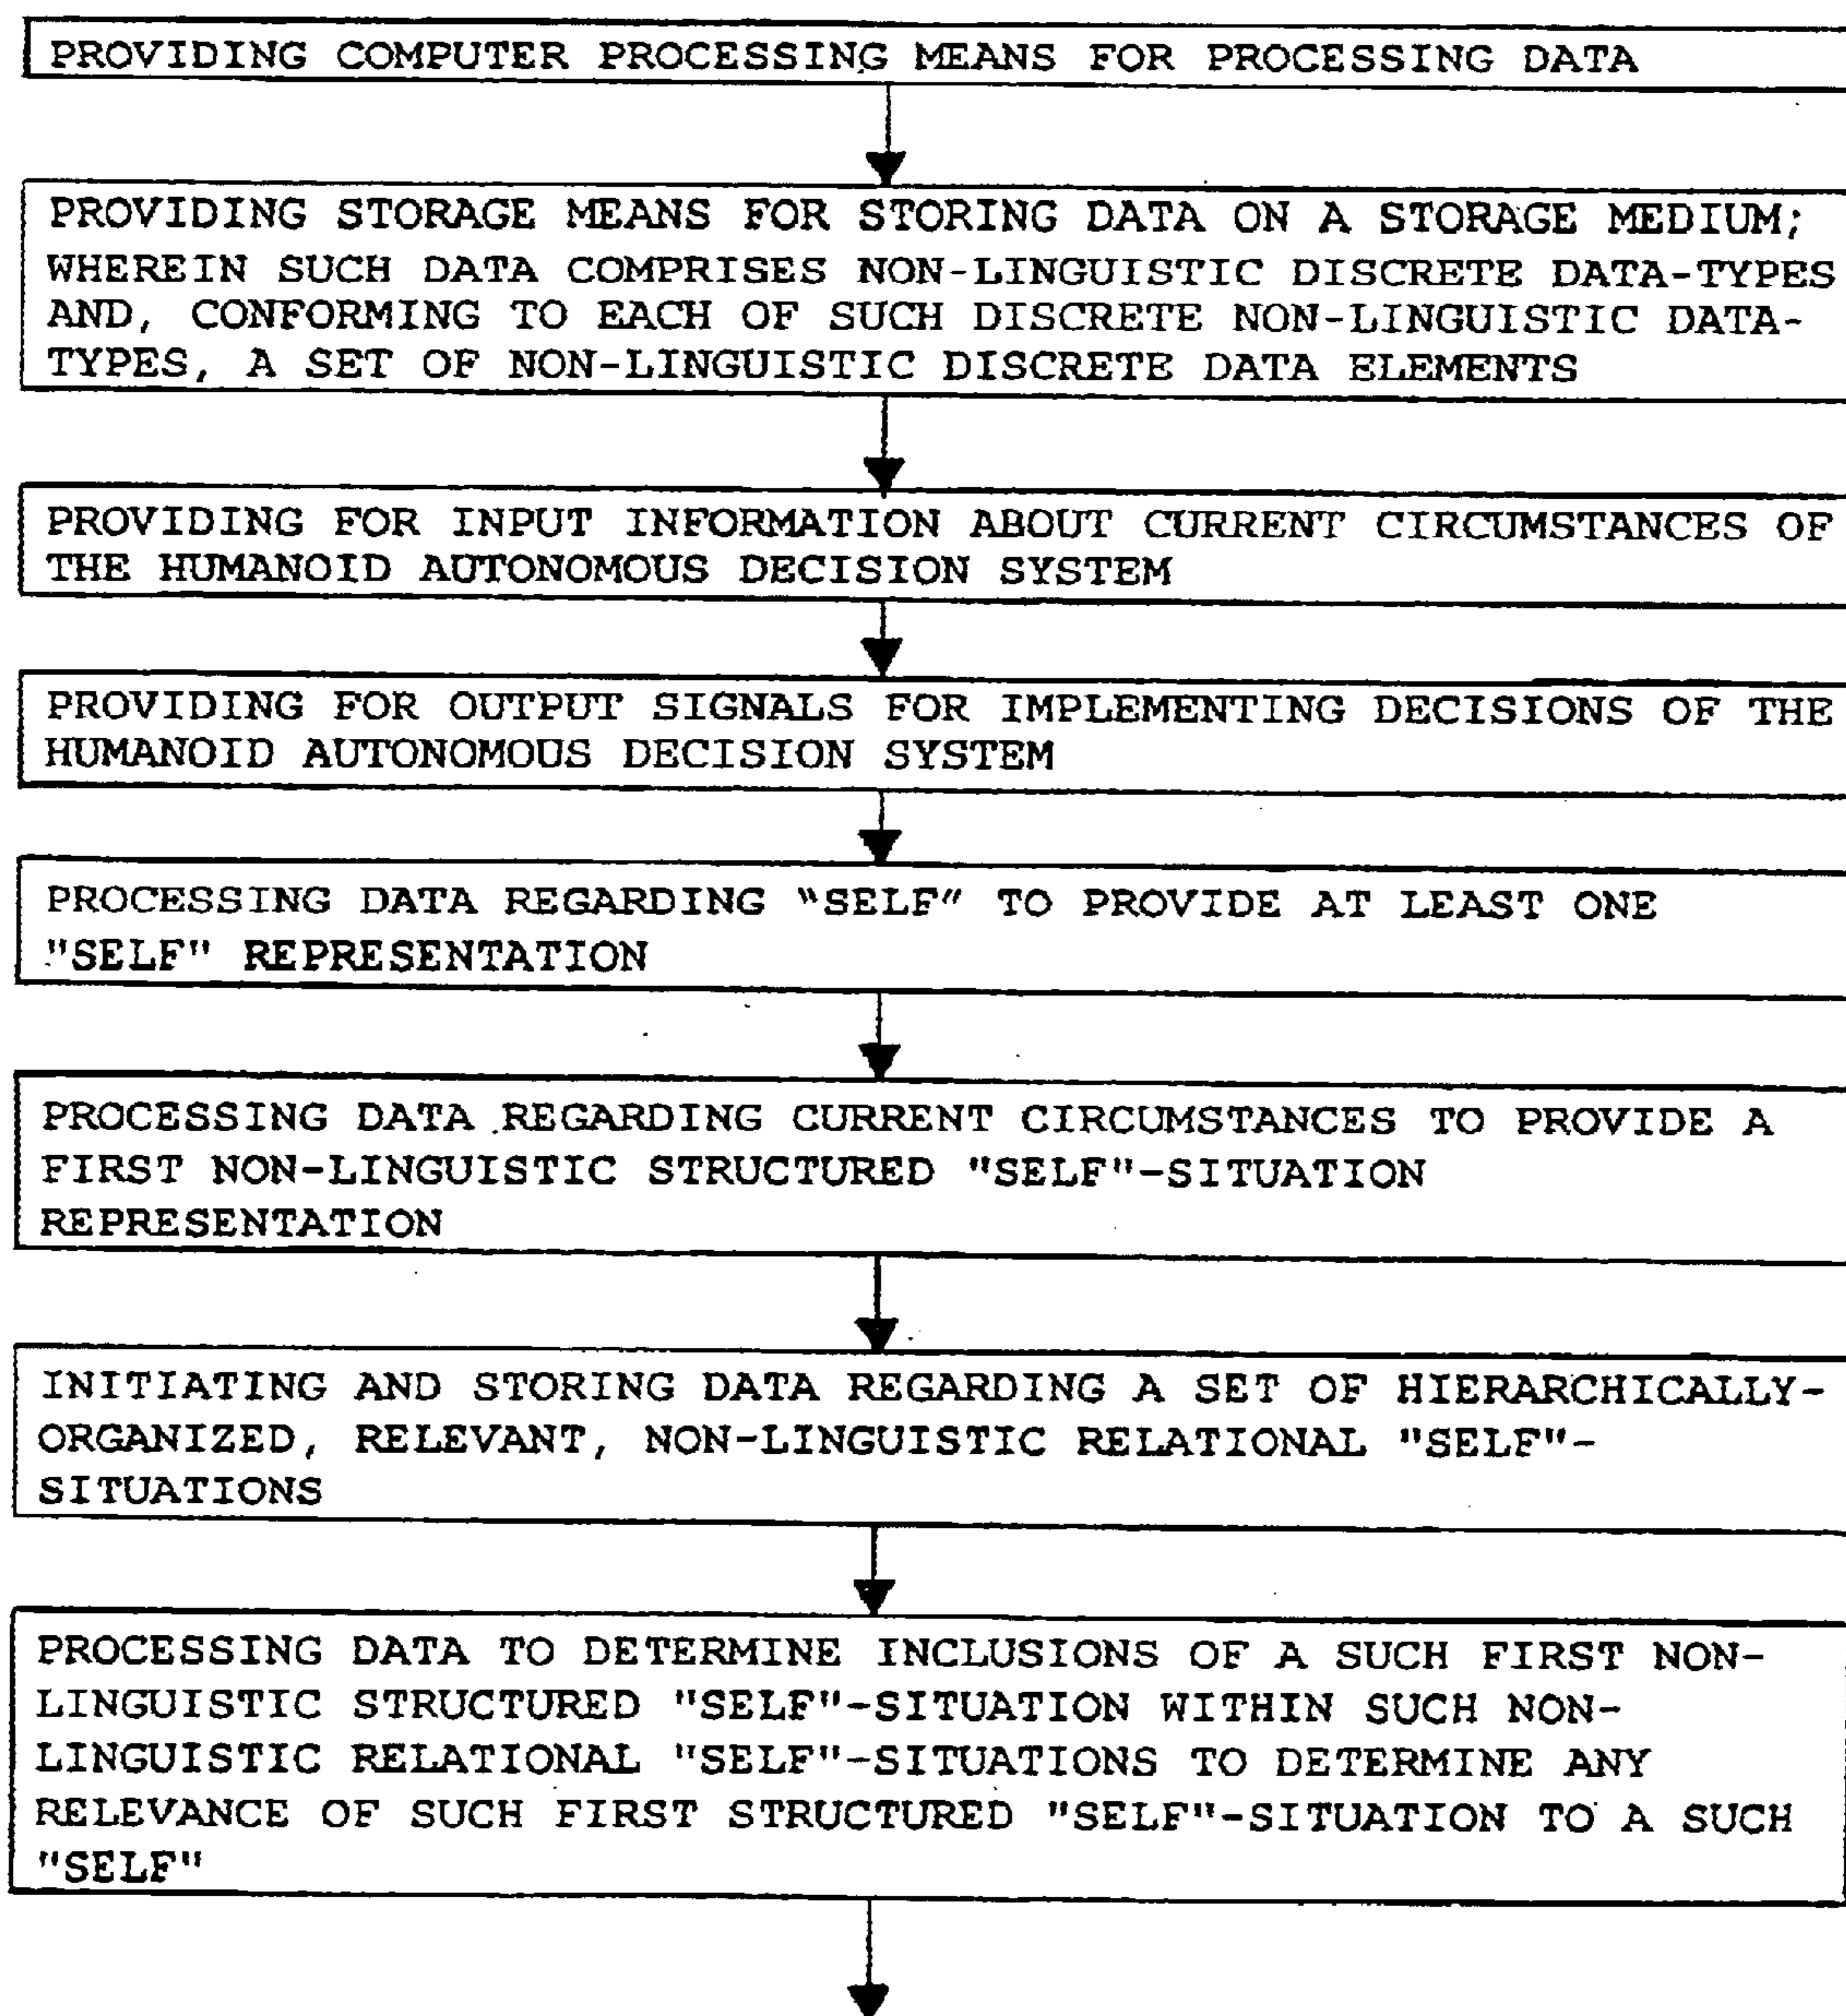 PROVIDING COMPUTER PROCESSING MEANS FOR PROCESSING DATA
PROVIDING STORAGE MEANS FOR STORING DATA ON A STORAGE MEDIUM;
WHEREIN SUCH DATA COMPRISES NON-LINGUISTIC DISCRETE DATA-TYPES
AND, CONFORMING TO EACH OF SUCH DISCRETE NON-LINGUISTIC DATA-
TYPES, A SET OF NON-LINGUISTIC DISCRETE DATA ELEMENTS
PROVIDING FOR INPUT INFORMATION ABOUT CURRENT CIRCUMSTANCES OF
THE HUMANOID AUTONOMOUS DECISION SYSTEM
PROVIDING FOR OUTPUT SIGNALS FOR IMPLEMENTING DECISIONS OF THE
HUMANOID AUTONOMOUS DECISION SYSTEM
PROCESSING DATA REGARDING "SELF" TO PROVIDE AT LEAST ONE
"SELF" REPRESENTATION
PROCESSING DATA REGARDING CURRENT CIRCUMSTANCES TO PROVIDE A
FIRST NON-LINGUISTIC STRUCTURED "SELF"-SITUATION
REPRESENTATION
INITIATING AND STORING DATA REGARDING A SET OF HIERARCHICALLY-
ORGANIZED, RELEVANT, NON-LINGUISTIC RELATIONAL "SELF"-
SITUATIONS
PROCESSING DATA TO DETERMINE INCLUSIONS OF A SUCH FIRST NON-
LINGUISTIC STRUCTURED "SELF"-SITUATION WITHIN SUCH NON-
LINGUISTIC RELATIONAL "SELF"-SITUATIONS TO DETERMINE ANY
RELEVANCE OF SUCH FIRST STRUCTURED "SELF"-SITUATION TO A SUCH
"SELF"